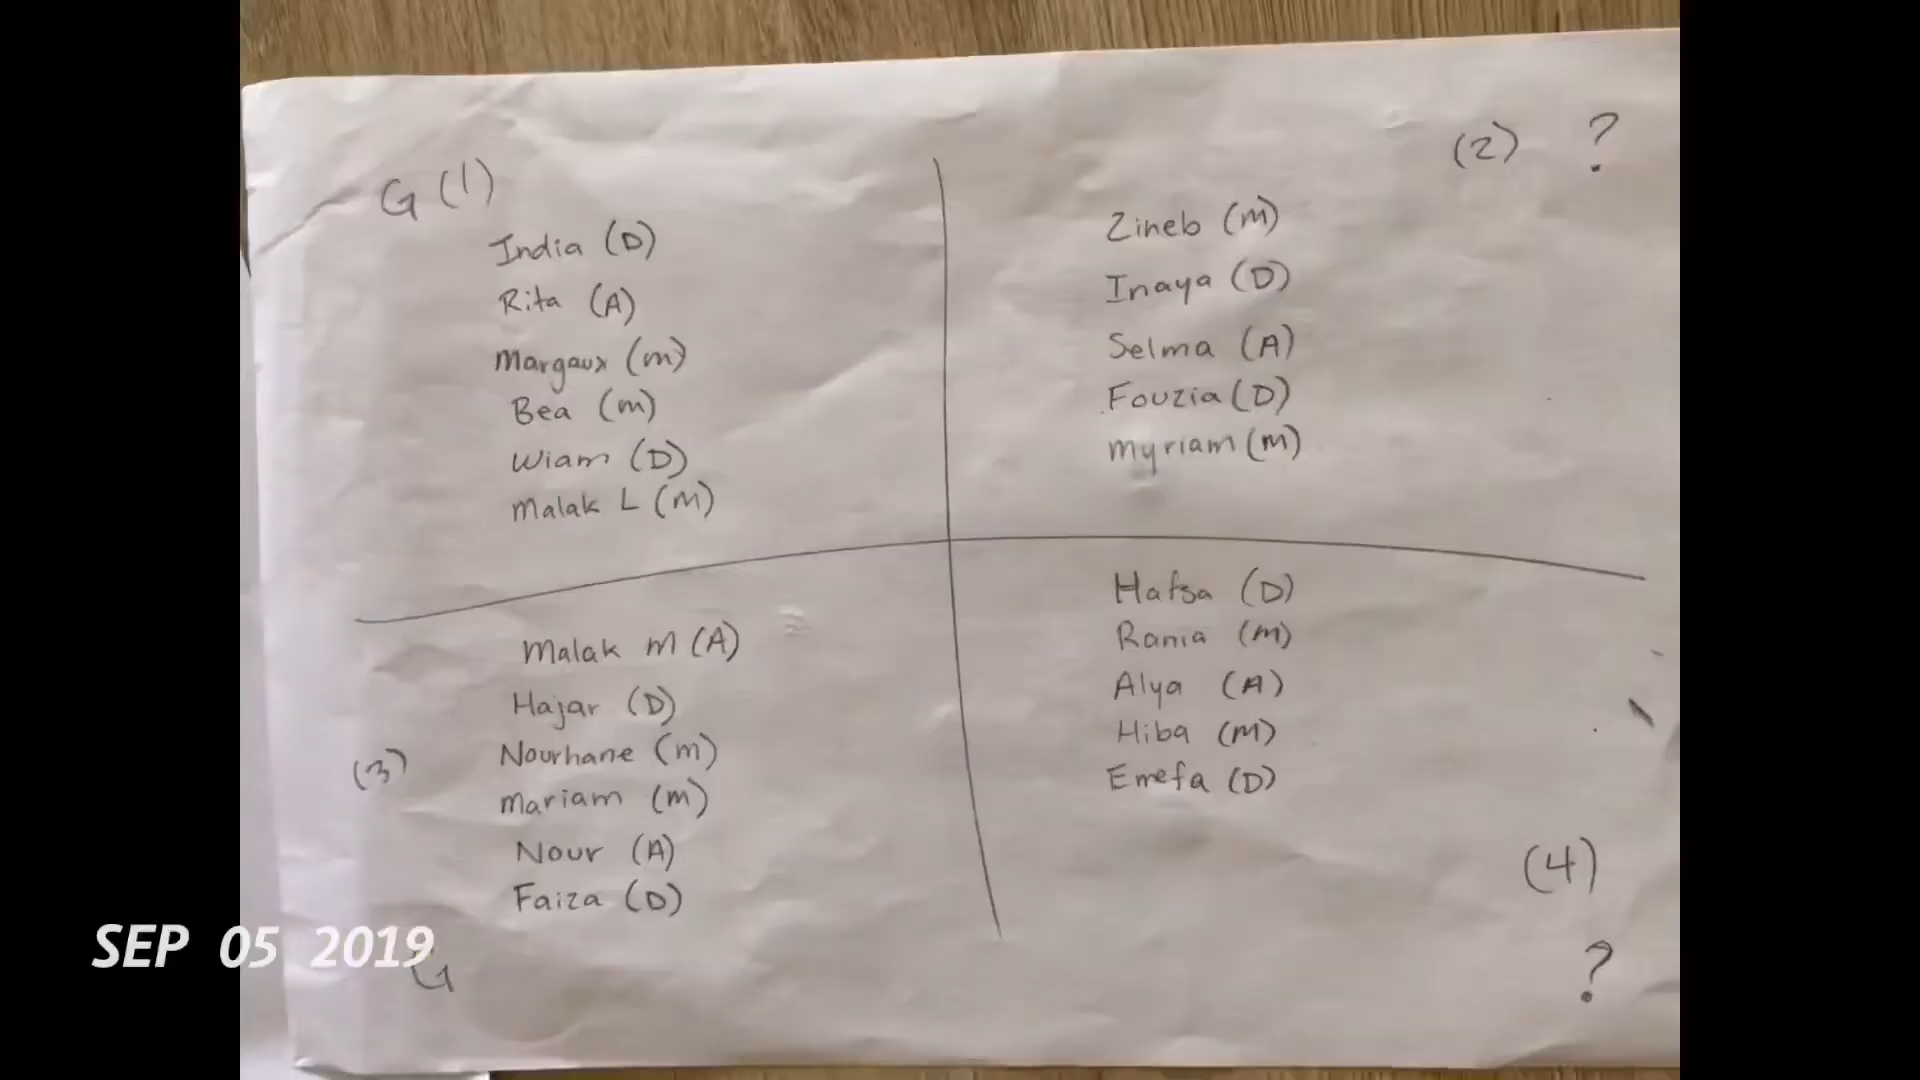 G (1)
India (D)
Rita (A)
Margaux (m)
Bea (m)
Wiam (D)
Malak L (M)
(2) ?
Zineb (M)
Inaya (D)
Selma (A)
Fouzia (D)
Myriam (M)
(3)
Malak M (A)
Hajar (D)
Nourhane (m)
Mariam (m)
Nour (A)
Faiza (D)
G
Hafsa (D)
Rania (M)
Alya (A)
Hiba (M)
Emefa (D)
(4)
?
SEP 05 2019